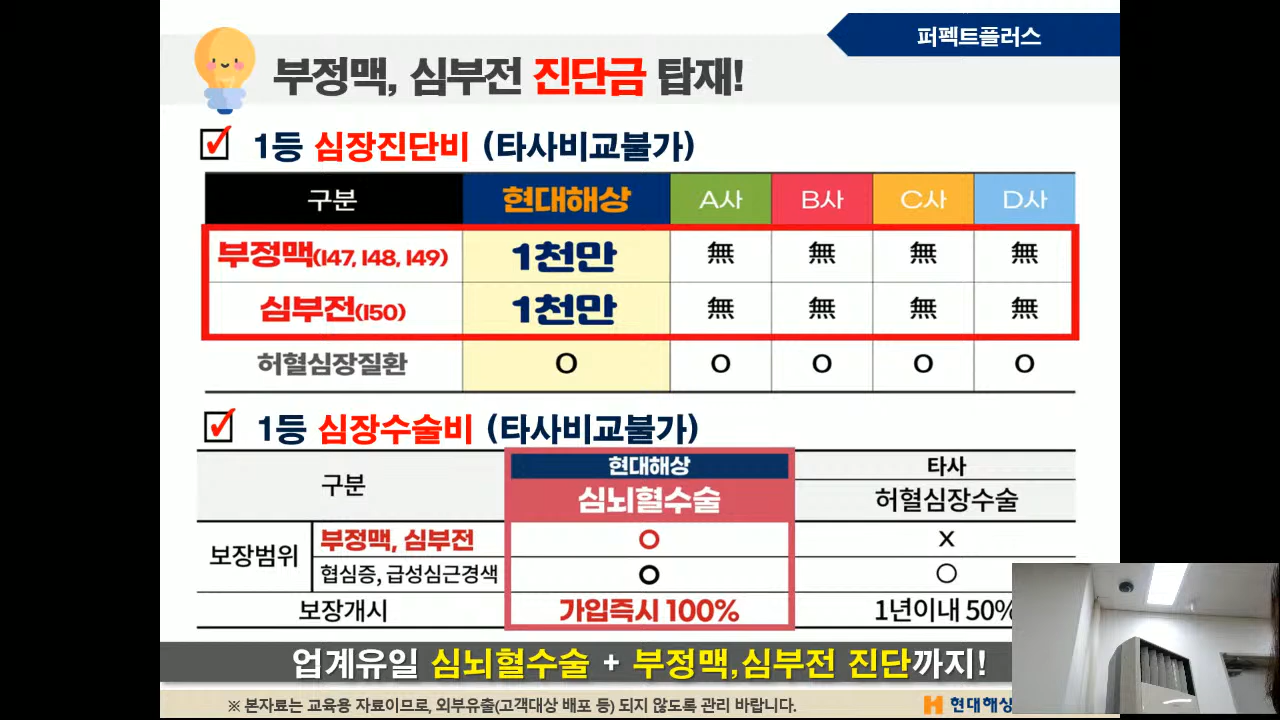 퍼펙트플러스
부정맥, 심부전 진단금 탑재!
1등 심장진단비 (타사비교불가)
구분 현대해상 A사 B사 C사 D사
부정맥(I47, I48, I49) 1천만 無 無 無 無
심부전(I50) 1천만 無 無 無 無
허혈심장질환 O O O O O
1등 심장수술비 (타사비교불가)
구분 현대해상 타사
심뇌혈수술 허혈심장수술
보장범위 부정맥, 심부전 O X
협심증, 급성심근경색 O O
보장개시 가입즉시 100% 1년이내 50%
업계유일 심뇌혈수술 + 부정맥,심부전 진단까지!
※ 본자료는 교육용 자료이므로, 외부유출(고객대상 배포 등) 되지 않도록 관리 바랍니다.
현대해상